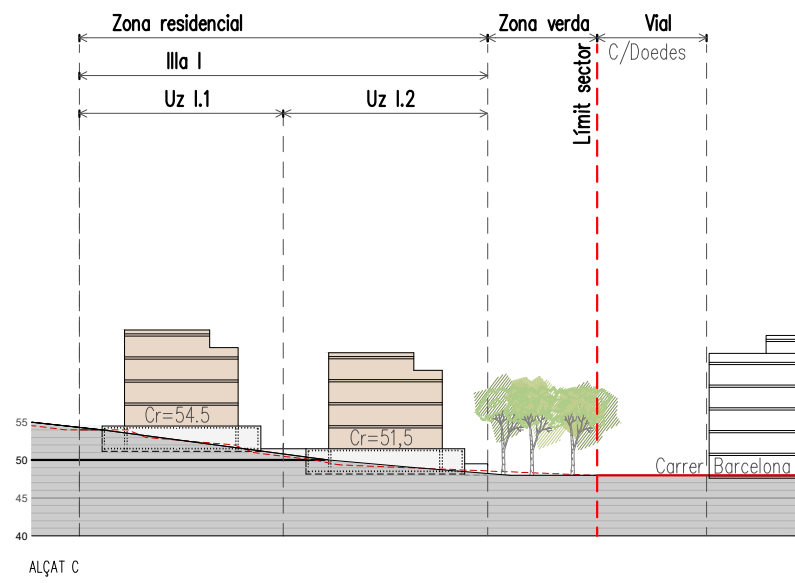 Zona residencial
Zona verda
Vial
Illa I
C/Doedes
Uz I.1
Uz I.2
Límit sector
Cr=54.5
Cr=51,5
55
50
45
40
Carrer Barcelona
ALÇAT C